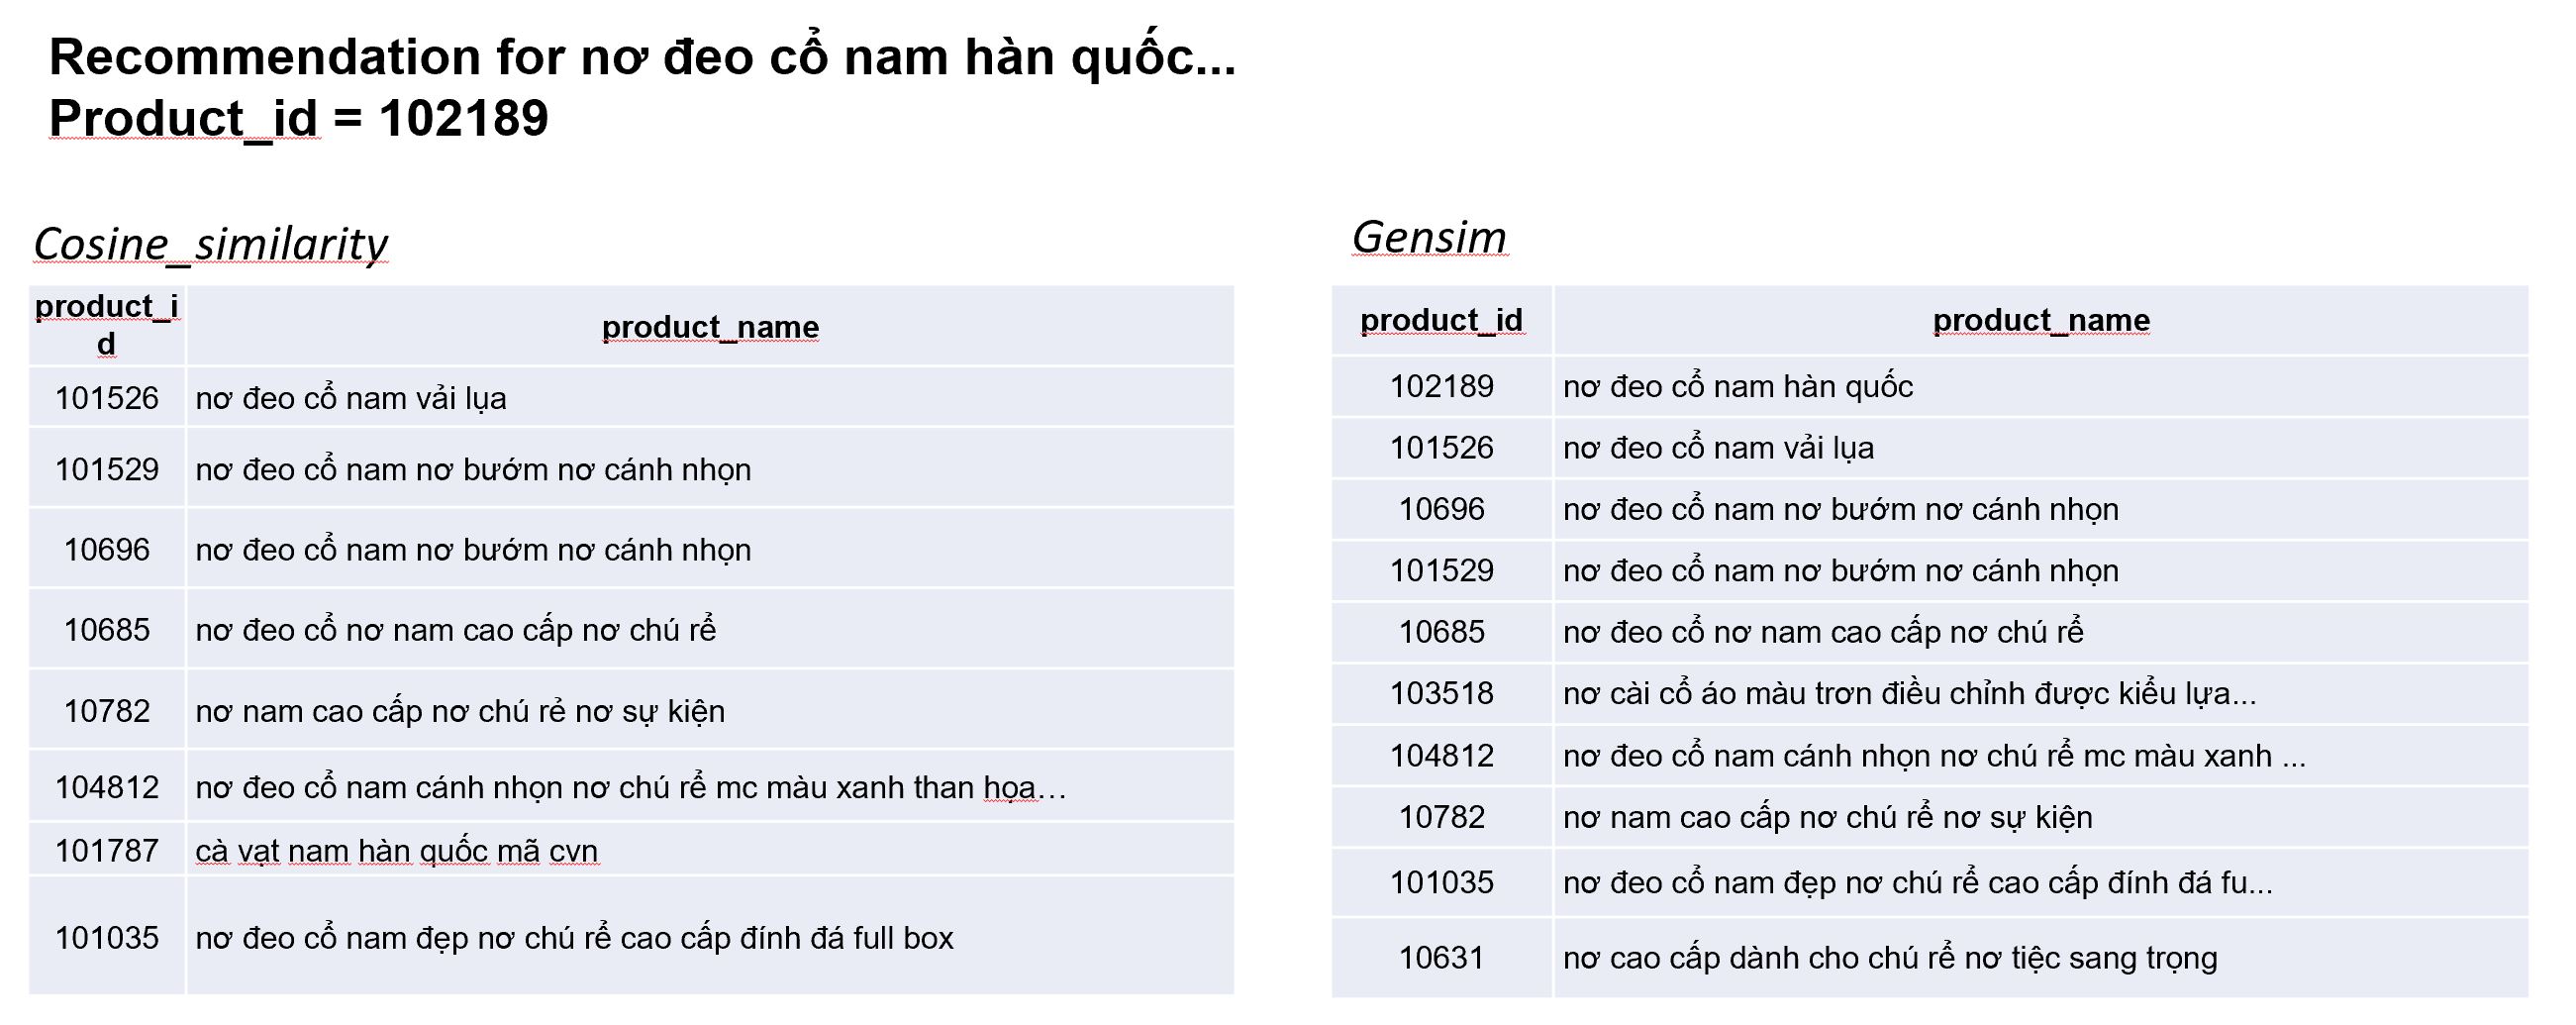 Recommendation for nơ đeo cổ nam hàn quốc...
Product_id = 102189
Cosine_similarity
product_i
d
product_name
101526 nơ đeo cổ nam vải lụa
101529 nơ đeo cổ nam nơ bướm nơ cánh nhọn
10696 nơ đeo cổ nam nơ bướm nơ cánh nhọn
10685 nơ đeo cổ nơ nam cao cấp nơ chú rể
10782 nơ nam cao cấp nơ chú rẻ nơ sự kiện
104812 nơ đeo cổ nam cánh nhọn nơ chú rể mc màu xanh than họa…
101787 cà vạt nam hàn quốc mã cvn
101035 nơ đeo cổ nam đẹp nơ chú rể cao cấp đính đá full box
Gensim
product_id product_name
102189 nơ đeo cổ nam hàn quốc
101526 nơ đeo cổ nam vải lụa
10696 nơ đeo cổ nam nơ bướm nơ cánh nhọn
101529 nơ đeo cổ nam nơ bướm nơ cánh nhọn
10685 nơ đeo cổ nơ nam cao cấp nơ chú rể
103518 nơ cài cổ áo màu trơn điều chỉnh được kiểu lựa...
104812 nơ đeo cổ nam cánh nhọn nơ chú rể mc màu xanh ...
10782 nơ nam cao cấp nơ chú rể nơ sự kiện
101035 nơ đeo cổ nam đẹp nơ chú rể cao cấp đính đá fu...
10631 nơ cao cấp dành cho chú rể nơ tiệc sang trọng